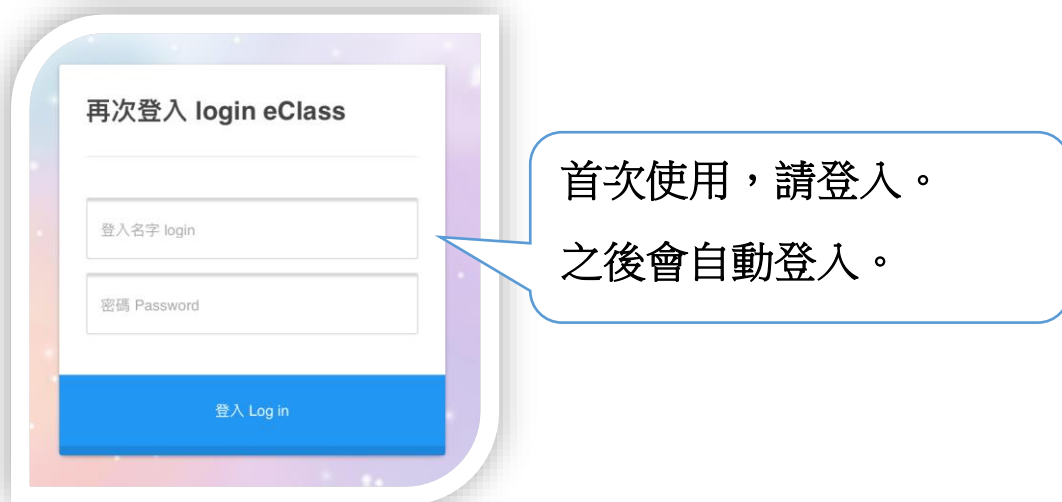 再次登入 login eClass
登入名字 login
密碼 Password
登入 Log in
首次使用，請登入。
之後會自動登入。